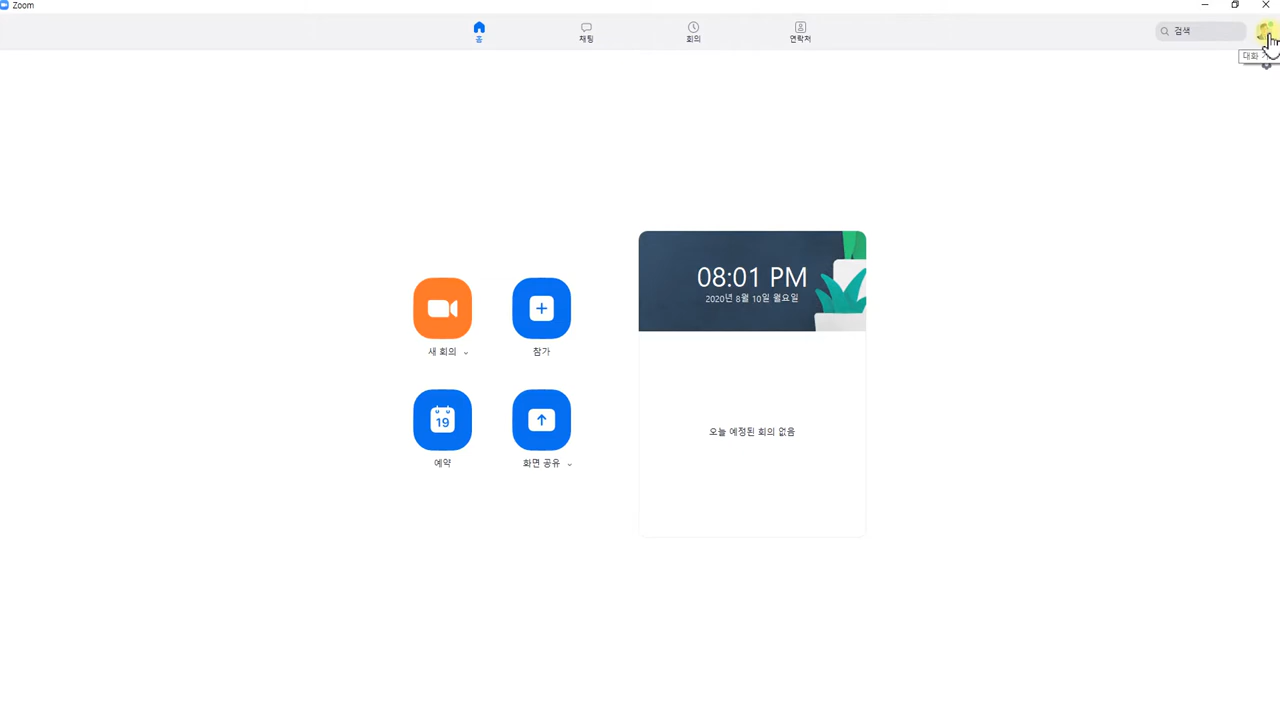 Zoom
홈
채팅
회의
연락처
검색
대화
08:01 PM
2020년 8월 10일 월요일
새 회의
참가
오늘 예정된 회의 없음
19
예약
화면 공유